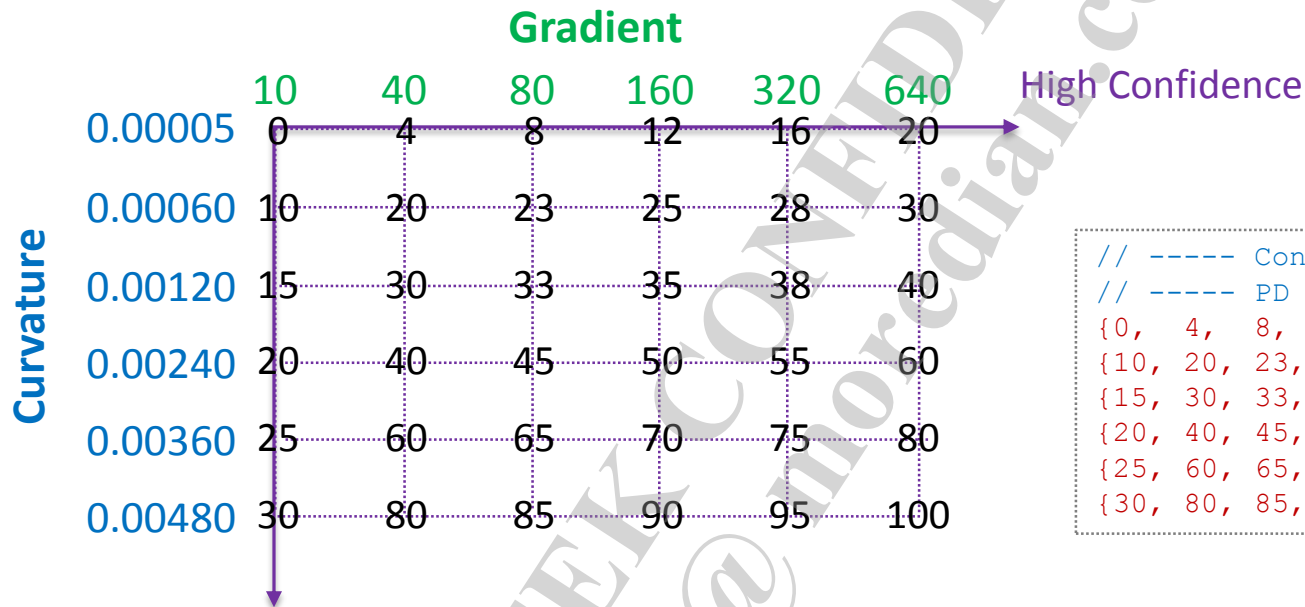 Gradient
10 40 80 160 320 640 High Confidence
0.00005 0 4 8 12 16 20
0.00060 10 20 23 25 28 30
0.00120 15 30 33 35 38 40
0.00240 20 40 45 50 55 60
0.00360 25 60 65 70 75 80
0.00480 30 80 85 90 95 100
Curvature
// ----- Con
// ----- PD
{0, 4, 8,
{10, 20, 23,
{15, 30, 33,
{20, 40, 45,
{25, 60, 65,
{30, 80, 85,
EK CONFID
@ moredian.c